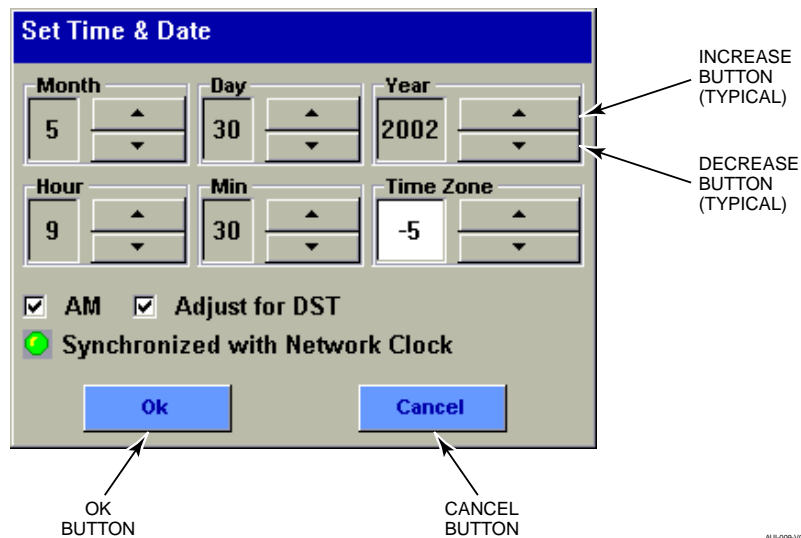 Set Time & Date
Month Day Year
5 30 2002
Hour Min Time Zone
9 30 -5
AM Adjust for DST
Synchronized with Network Clock
Ok Cancel
INCREASE
BUTTON
(TYPICAL)
DECREASE
BUTTON
(TYPICAL)
OK
BUTTON
CANCEL
BUTTON